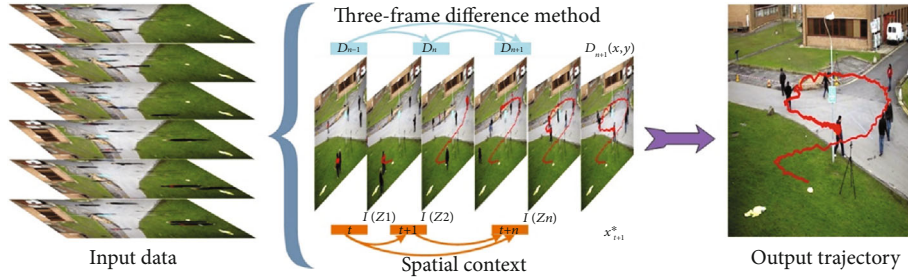 Three-frame difference method
Dn−1 Dn Dn+1 Dn+1(x,y)
I (Z1) I (Z2) I (Zn)
t t+1 t+n x*t+1
Input data Spatial context Output trajectory